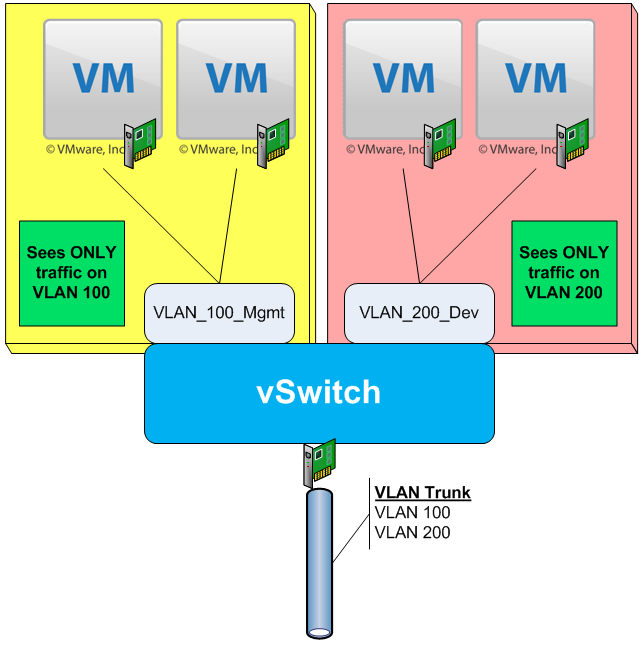 VM
VM
VM
VM
© VMware, Inc
© VMware, Inc
© VMware, Inc
© VMware, Inc
Sees ONLY
traffic on
VLAN 100
Sees ONLY
traffic on
VLAN 200
VLAN_100_Mgmt
VLAN_200_Dev
vSwitch
VLAN Trunk
VLAN 100
VLAN 200